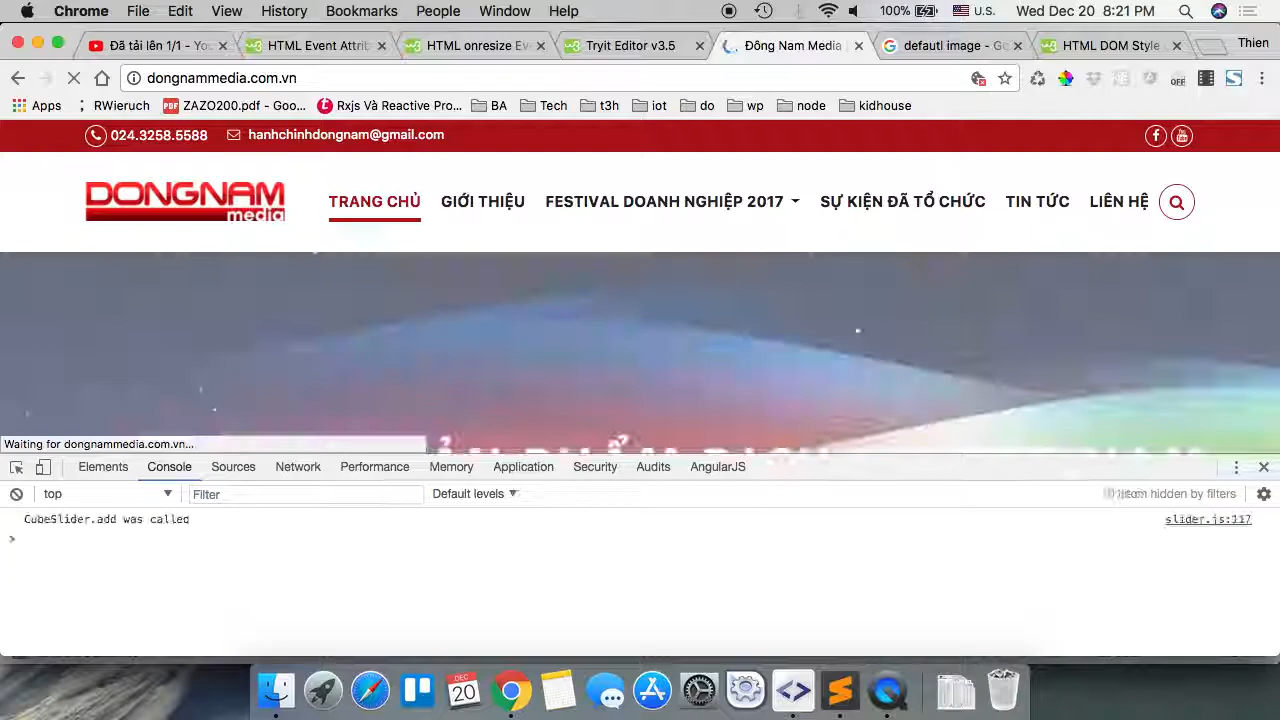 Chrome File Edit View History Bookmarks People Window Help 100% U.S. Wed Dec 20 8:21 PM
Đã tải lên 1/1 - Yo HTML Event Attrib HTML onresize Ev Tryit Editor v3.5 Đông Nam Media defautl image - Go HTML DOM Style Thien
dongnammedia.com.vn OFF
Apps RWieruch PDF ZAZO200.pdf - Goo... Rxjs Và Reactive Pro... BA Tech t3h iot do wp node kidhouse
024.3258.5588 hanhchinhdongnam@gmail.com
DONGNAM
media
TRANG CHỦ GIỚI THIỆU FESTIVAL DOANH NGHIỆP 2017 SỰ KIỆN ĐÃ TỔ CHỨC TIN TỨC LIÊN HỆ
Waiting for dongnammedia.com.vn...
Elements Console Sources Network Performance Memory Application Security Audits AngularJS
top Filter Default levels item hidden by filters
CubeSlider.add was called slider.js:117
DEC
20